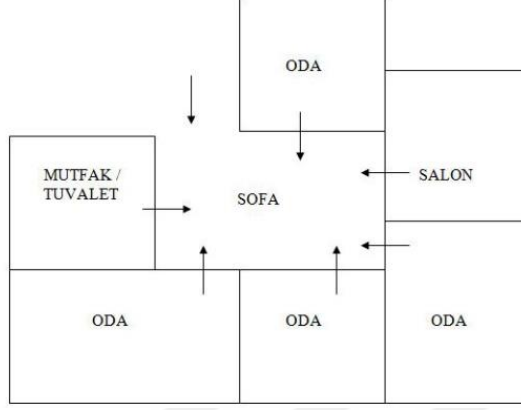 ODA
MUTFAK /
TUVALET
SALON
SOFA
ODA
ODA
ODA